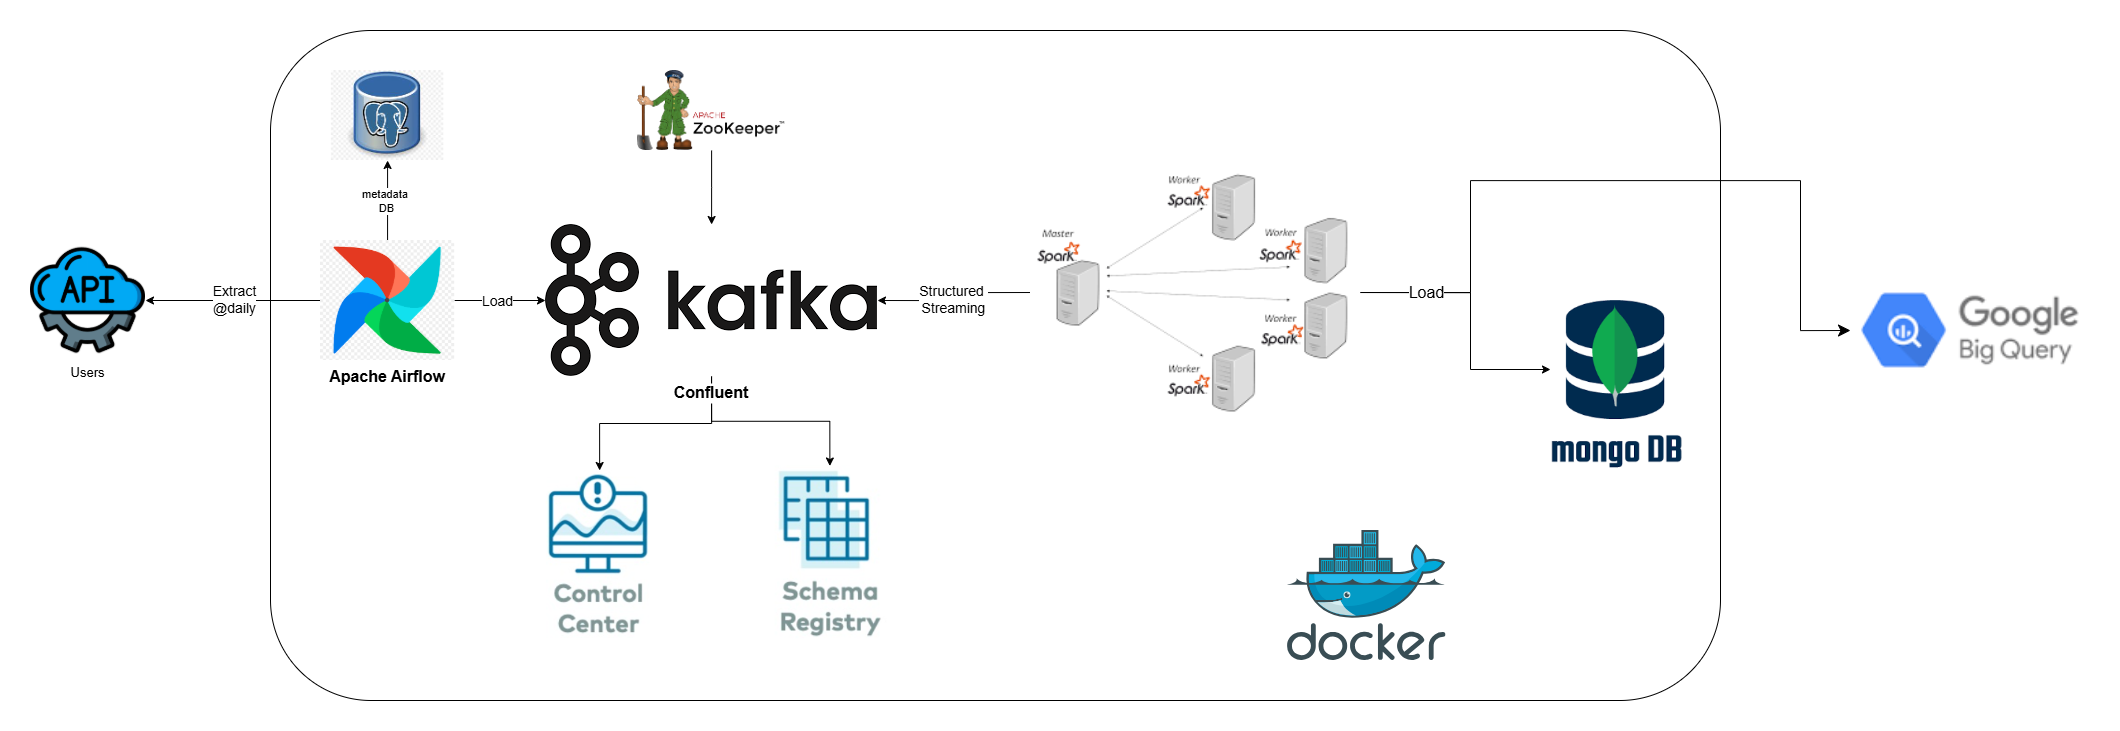 metadata
DB
APACHE
ZooKeeper™
API
Users
Extract
@daily
Apache Airflow
Load
kafka
Confluent
Control
Center
Schema
Registry
Structured
Streaming
Master
Spark
Worker
Spark
Worker
Spark
Worker
Spark
Worker
Spark
Load
mongo DB
Google
Big Query
docker